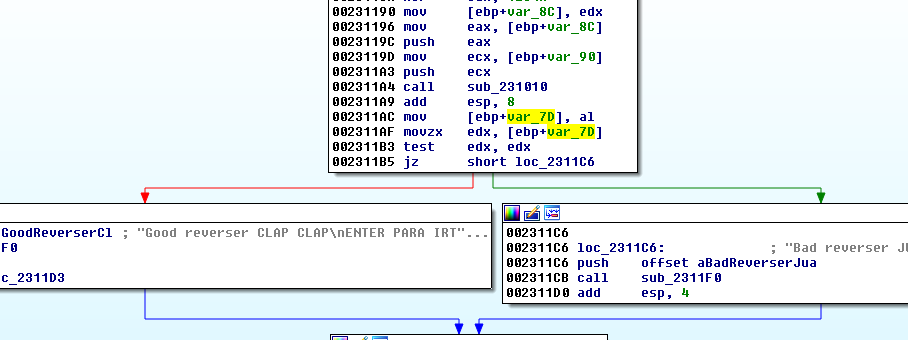 00231190 mov     [ebp+var_8C], edx
00231196 mov     eax, [ebp+var_8C]
0023119C push    eax
0023119D mov     ecx, [ebp+var_90]
002311A3 push    ecx
002311A4 call    sub_231010
002311A9 add     esp, 8
002311AC mov     [ebp+var_7D], al
002311AF movzx   edx, [ebp+var_7D]
002311B3 test    edx, edx
002311B5 jz      short loc_2311C6
GoodReverserCl ; "Good reverser CLAP CLAP\nENTER PARA IRT"...
F0
c_2311D3
002311C6
002311C6 loc_2311C6:              ; "Bad reverser JU
002311C6 push    offset aBadReverserJua
002311CB call    sub_2311F0
002311D0 add     esp, 4